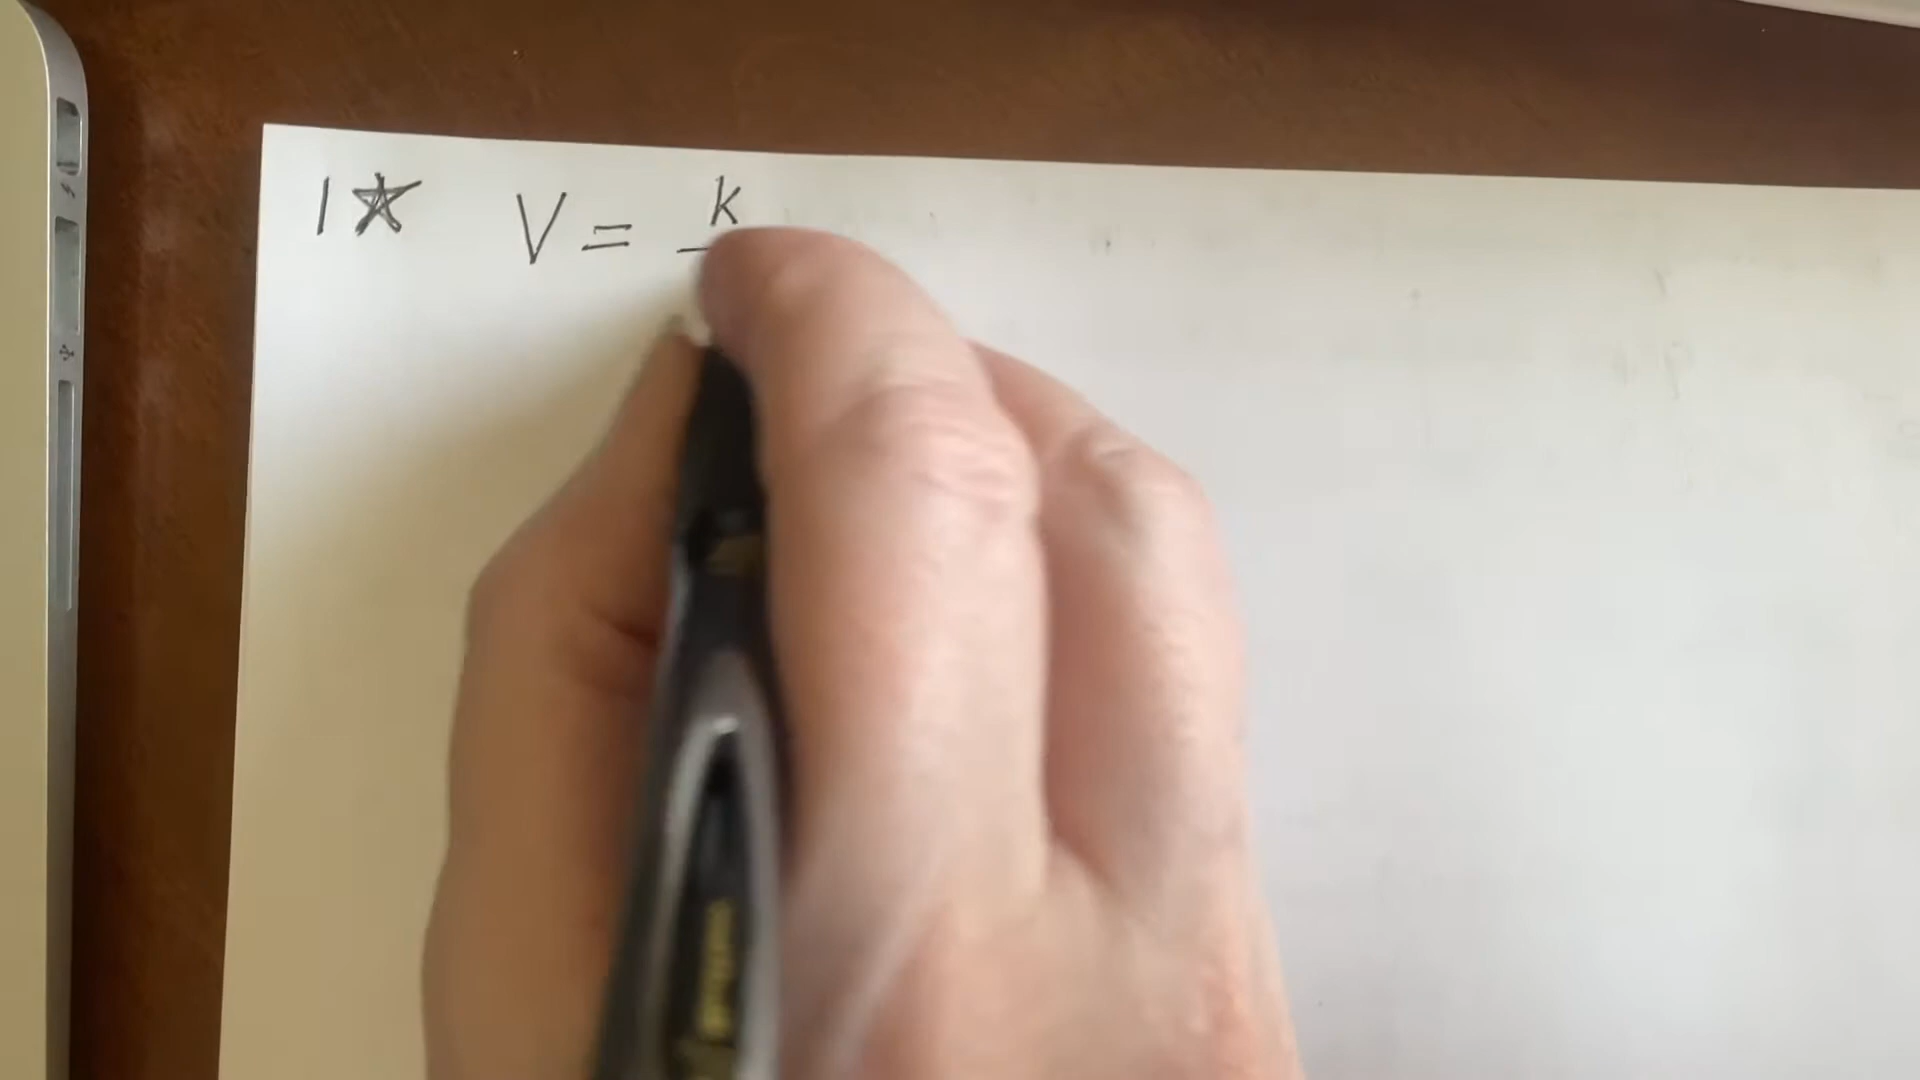 1☆ V = k